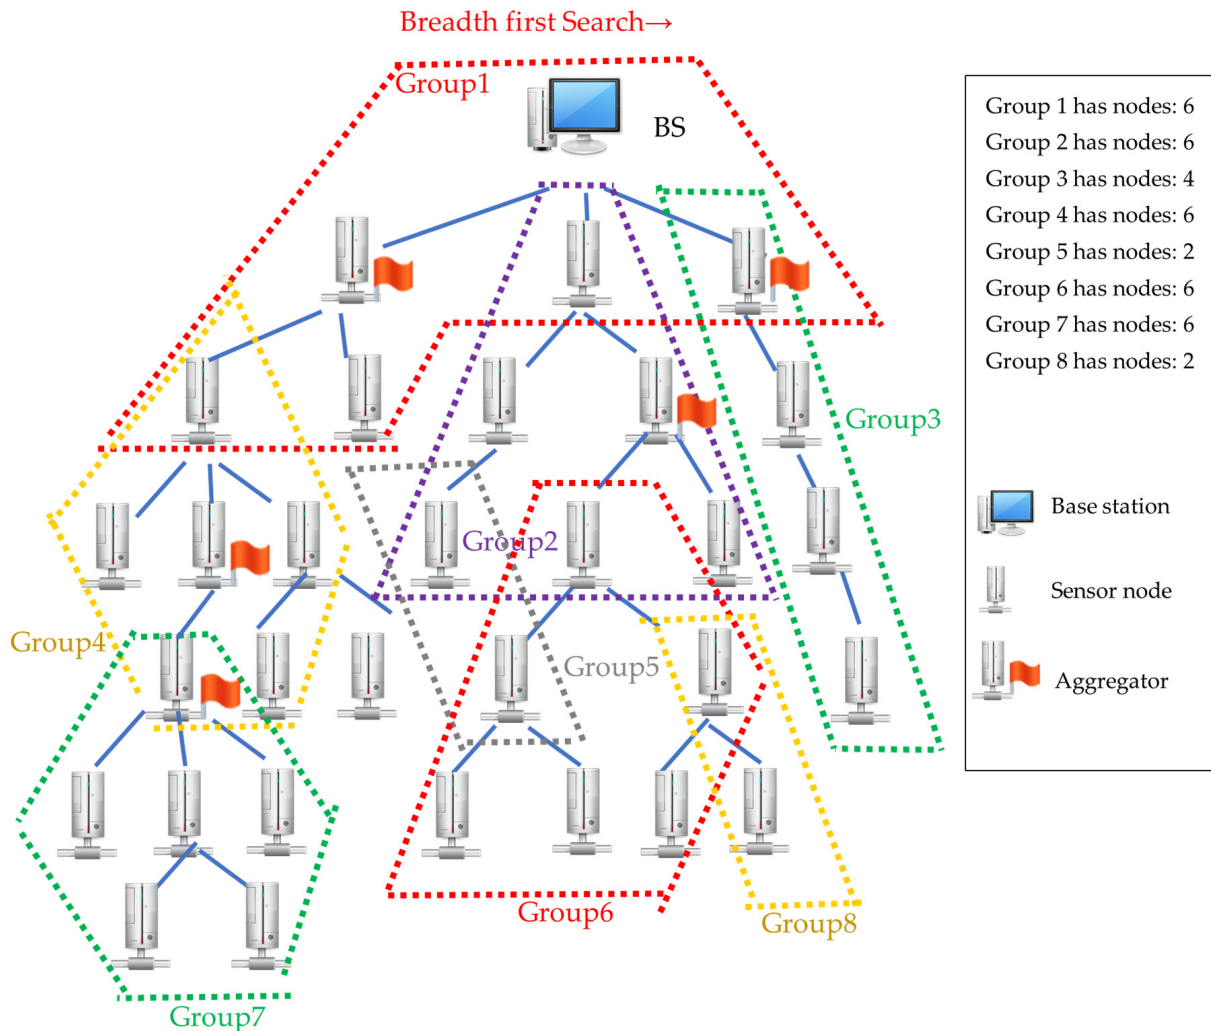 Breadth first Search→
Group1
BS
Group3
Group2
Group4
Group5
Group6
Group8
Group7
Group 1 has nodes: 6
Group 2 has nodes: 6
Group 3 has nodes: 4
Group 4 has nodes: 6
Group 5 has nodes: 2
Group 6 has nodes: 6
Group 7 has nodes: 6
Group 8 has nodes: 2
Base station
Sensor node
Aggregator